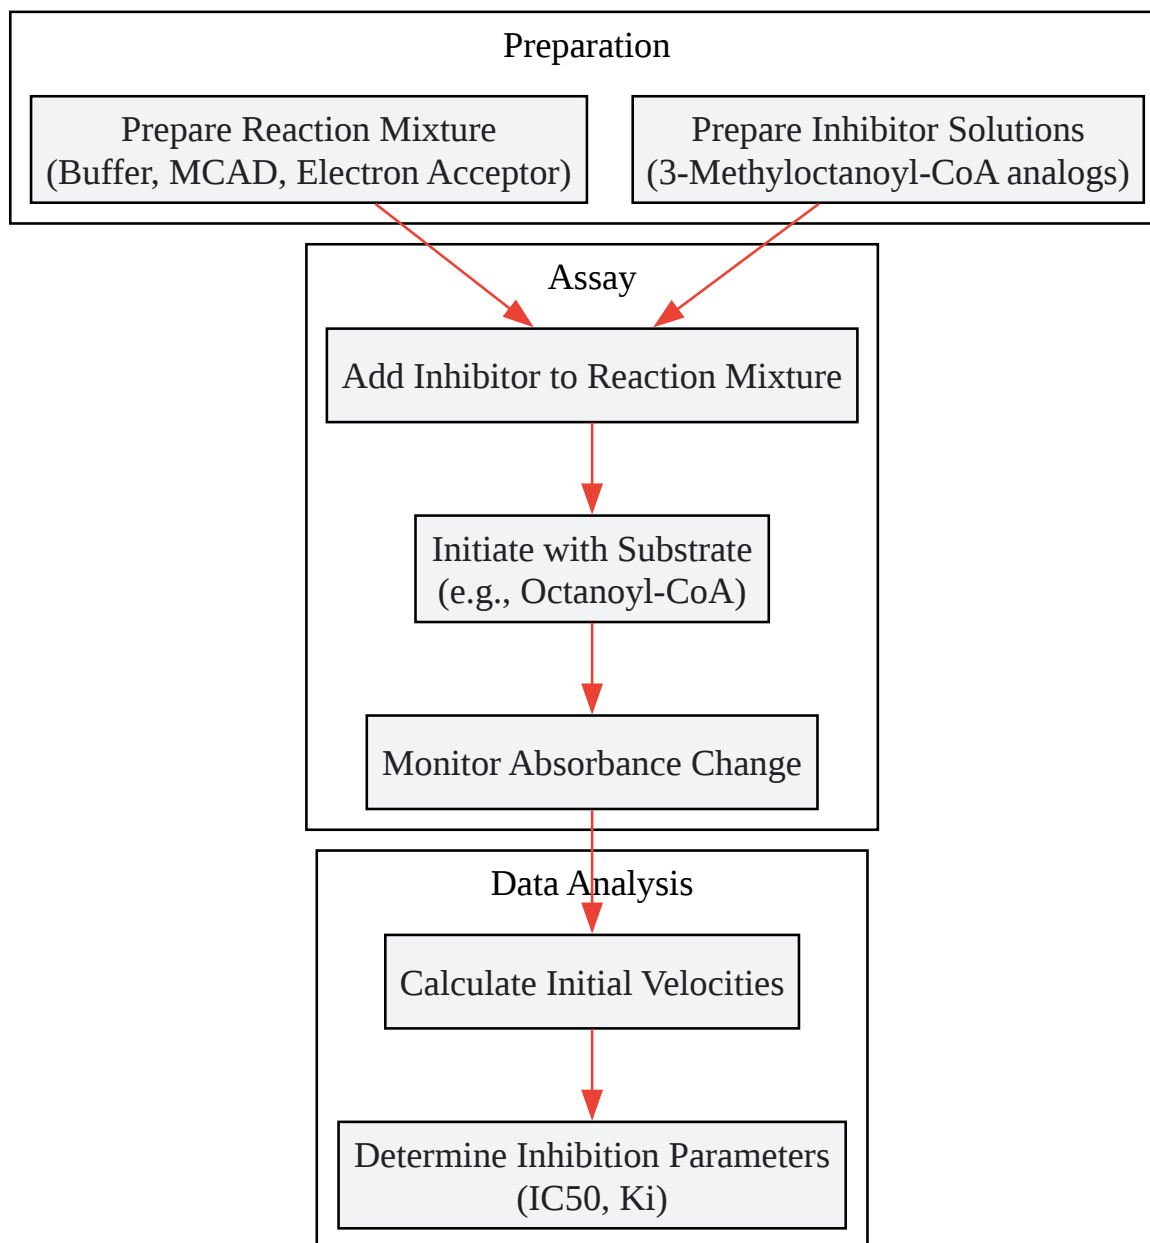 Preparation
Prepare Reaction Mixture
(Buffer, MCAD, Electron Acceptor)
Prepare Inhibitor Solutions
(3-Methyloctanoyl-CoA analogs)
Assay
Add Inhibitor to Reaction Mixture
Initiate with Substrate
(e.g., Octanoyl-CoA)
Monitor Absorbance Change
Data Analysis
Calculate Initial Velocities
Determine Inhibition Parameters
(IC50, Ki)